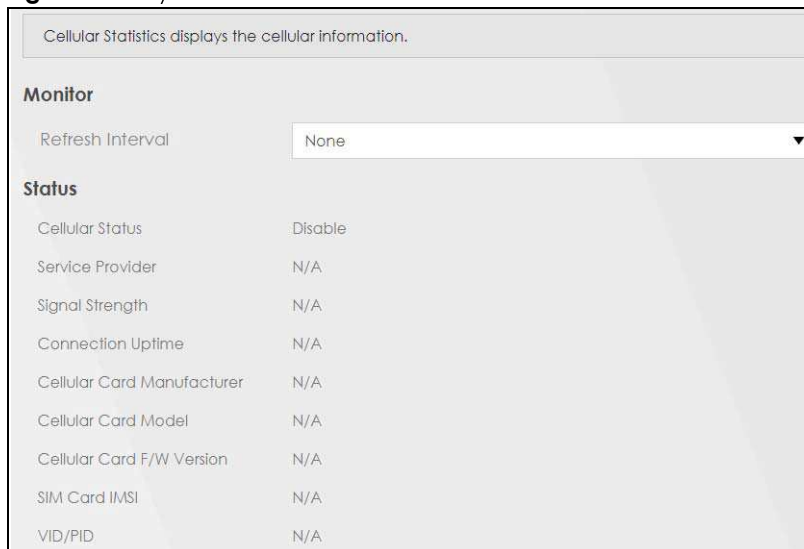 Cellular Statistics displays the cellular information.
Monitor
Refresh Interval None
Status
Cellular Status Disable
Service Provider N/A
Signal Strength N/A
Connection Uptime N/A
Cellular Card Manufacturer N/A
Cellular Card Model N/A
Cellular Card F/W Version N/A
SIM Card IMSI N/A
VID/PID N/A